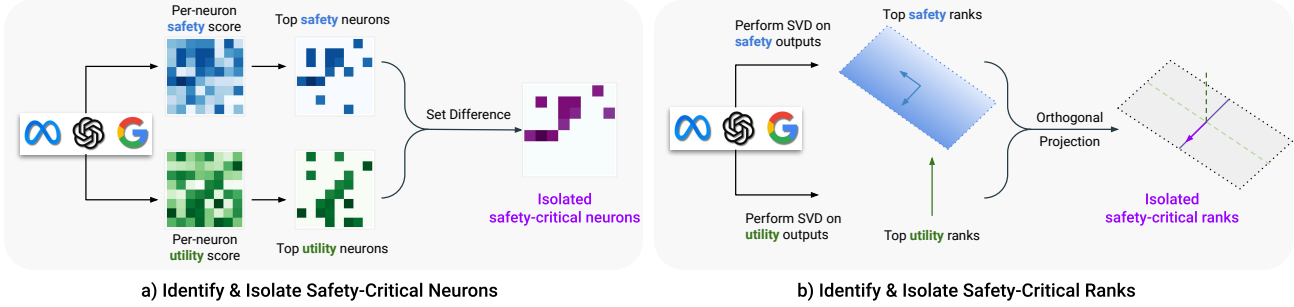 Per-neuron
safety score
Top safety neurons
Set Difference
Isolated
safety-critical neurons
Per-neuron
utility score
Top utility neurons
a) Identify & Isolate Safety-Critical Neurons
Perform SVD on
safety outputs
Top safety ranks
Orthogonal
Projection
Isolated
safety-critical ranks
Perform SVD on
utility outputs
Top utility ranks
b) Identify & Isolate Safety-Critical Ranks